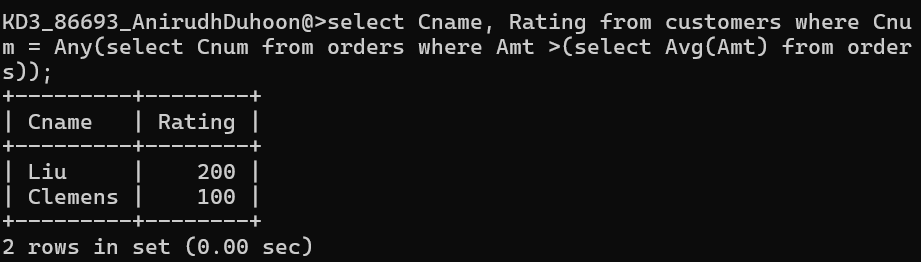 KD3_86693_AnirudhDuhoon@>select Cname, Rating from customers where Cnu
m = Any(select Cnum from orders where Amt >(select Avg(Amt) from order
s));
+---------+--------+
| Cname   | Rating |
+---------+--------+
| Liu     |    200 |
| Clemens |    100 |
+---------+--------+
2 rows in set (0.00 sec)